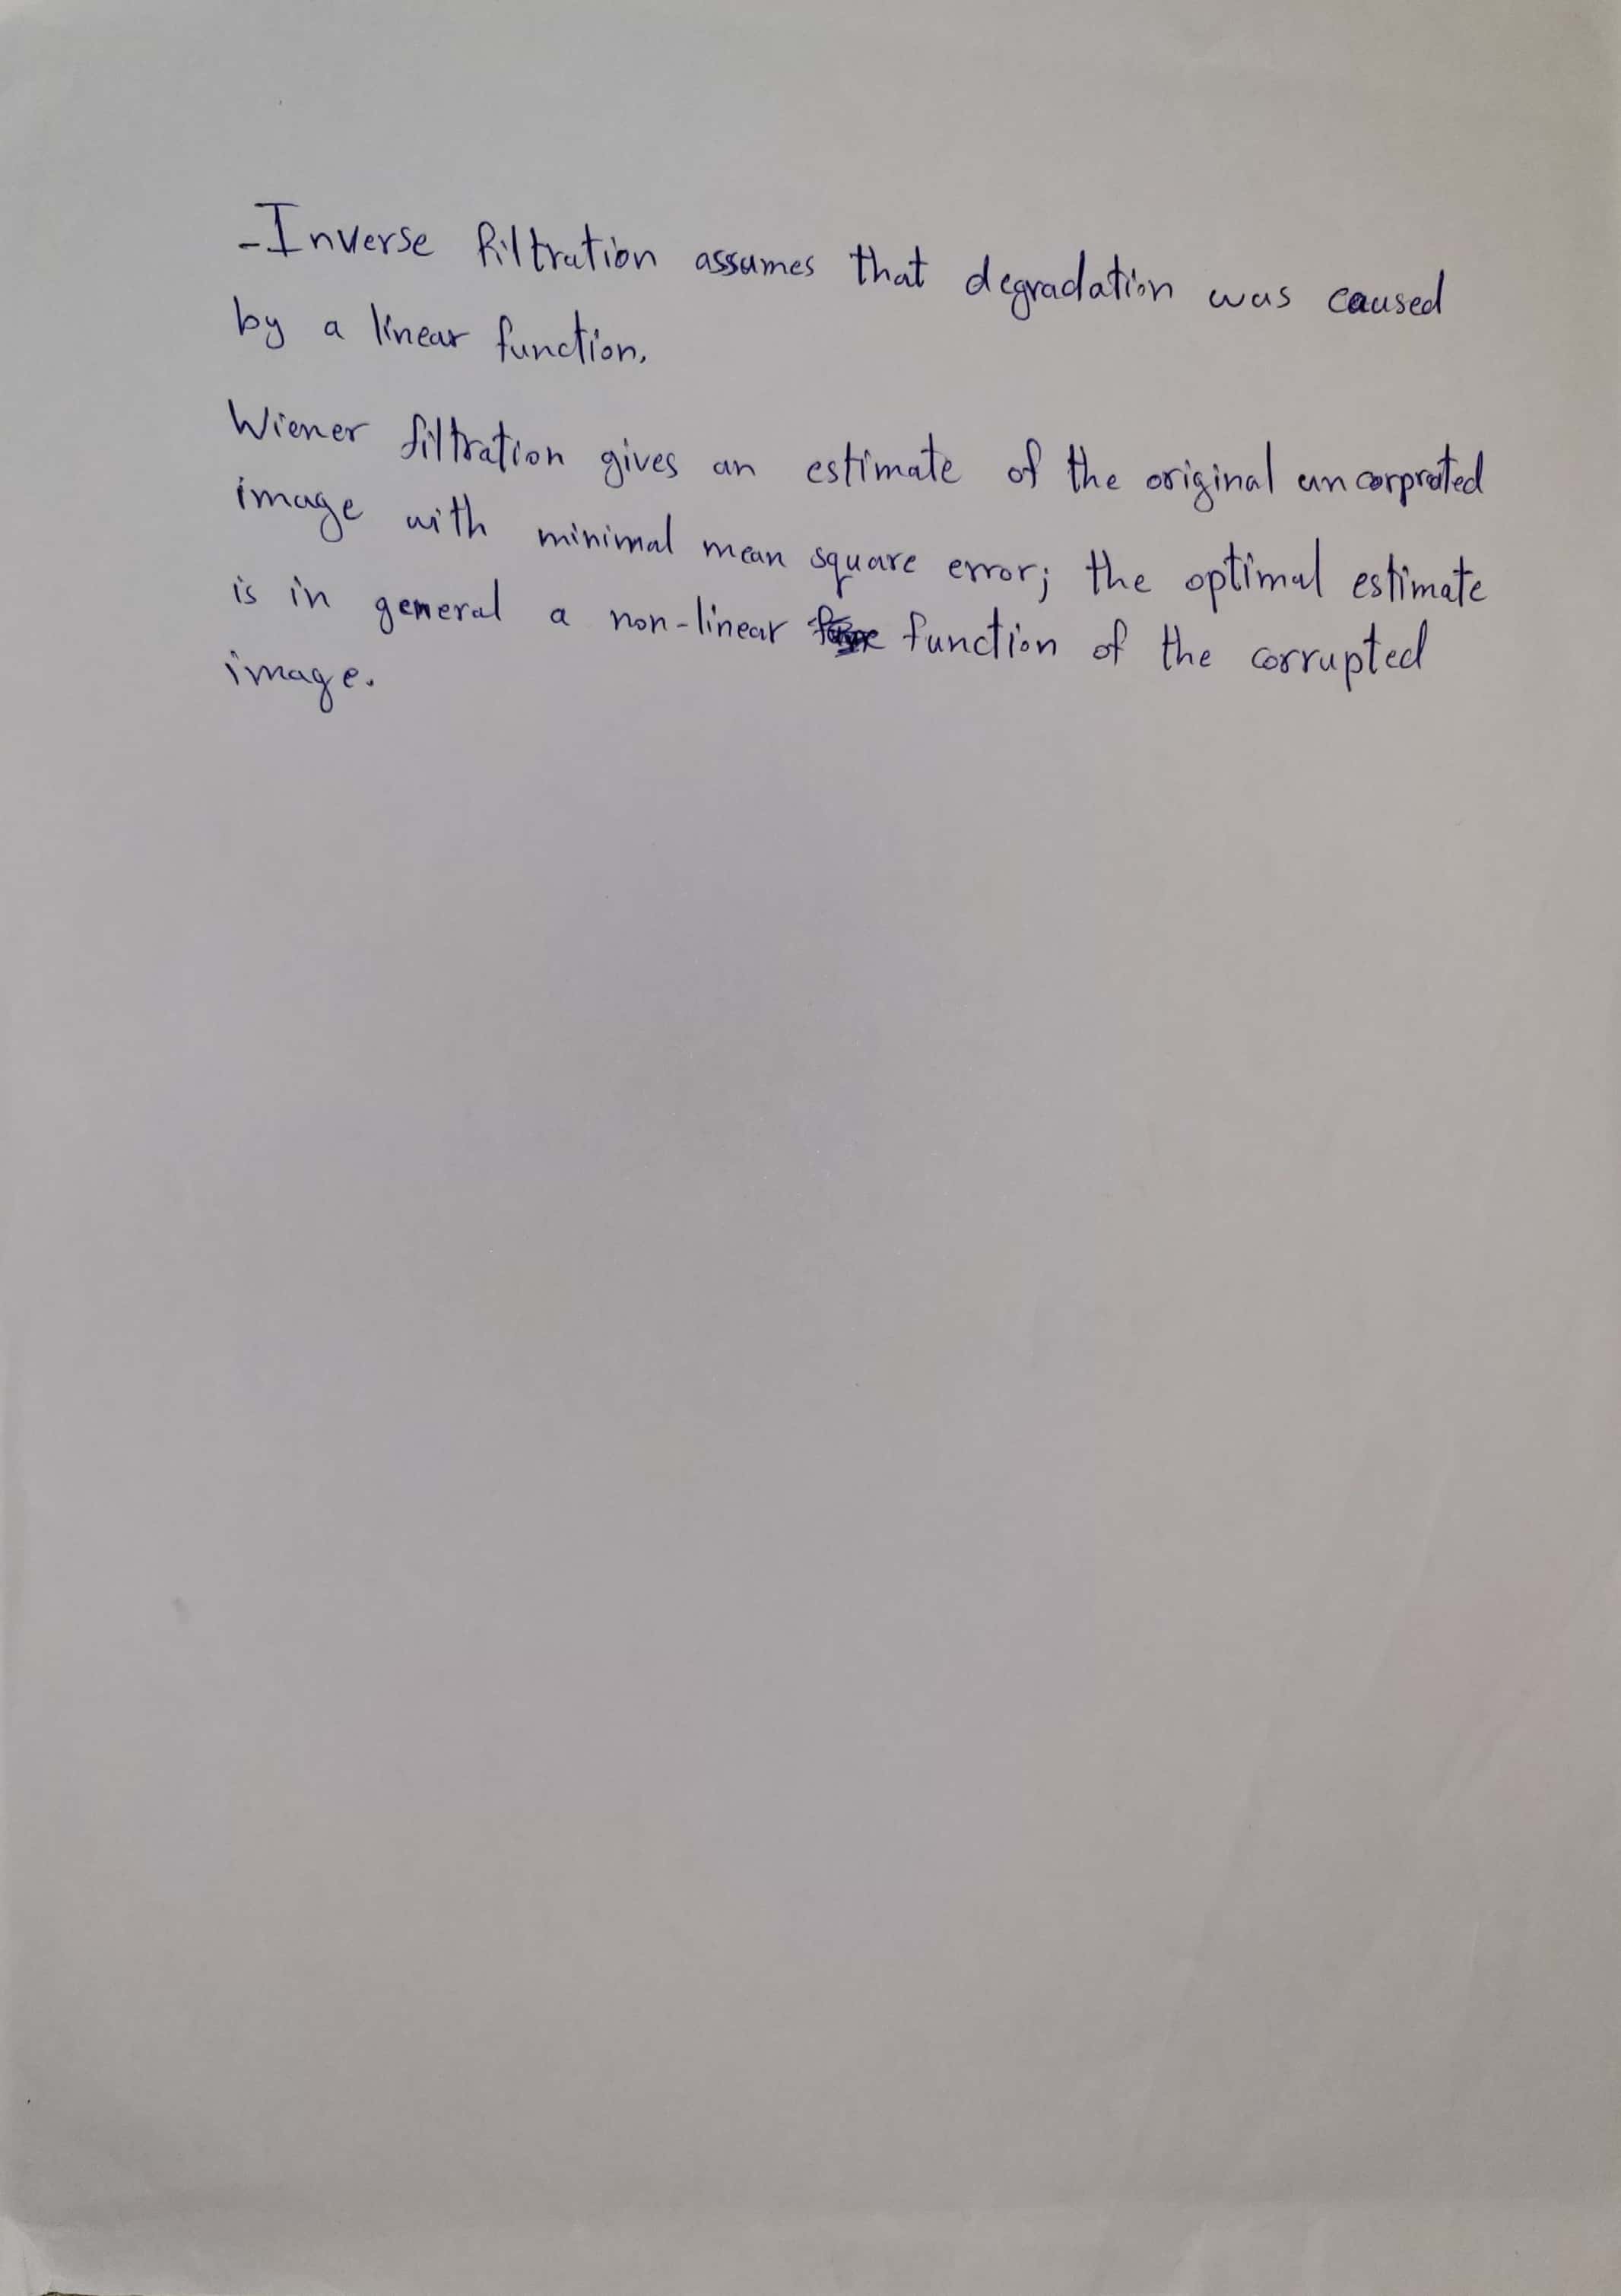 -Inverse filtration assumes that degradation was caused
by a linear function.
Wiener filtration gives an estimate of the original uncorprated
image with minimal mean square error; the optimal estimate
is in general a non-linear function of the corrupted
image.